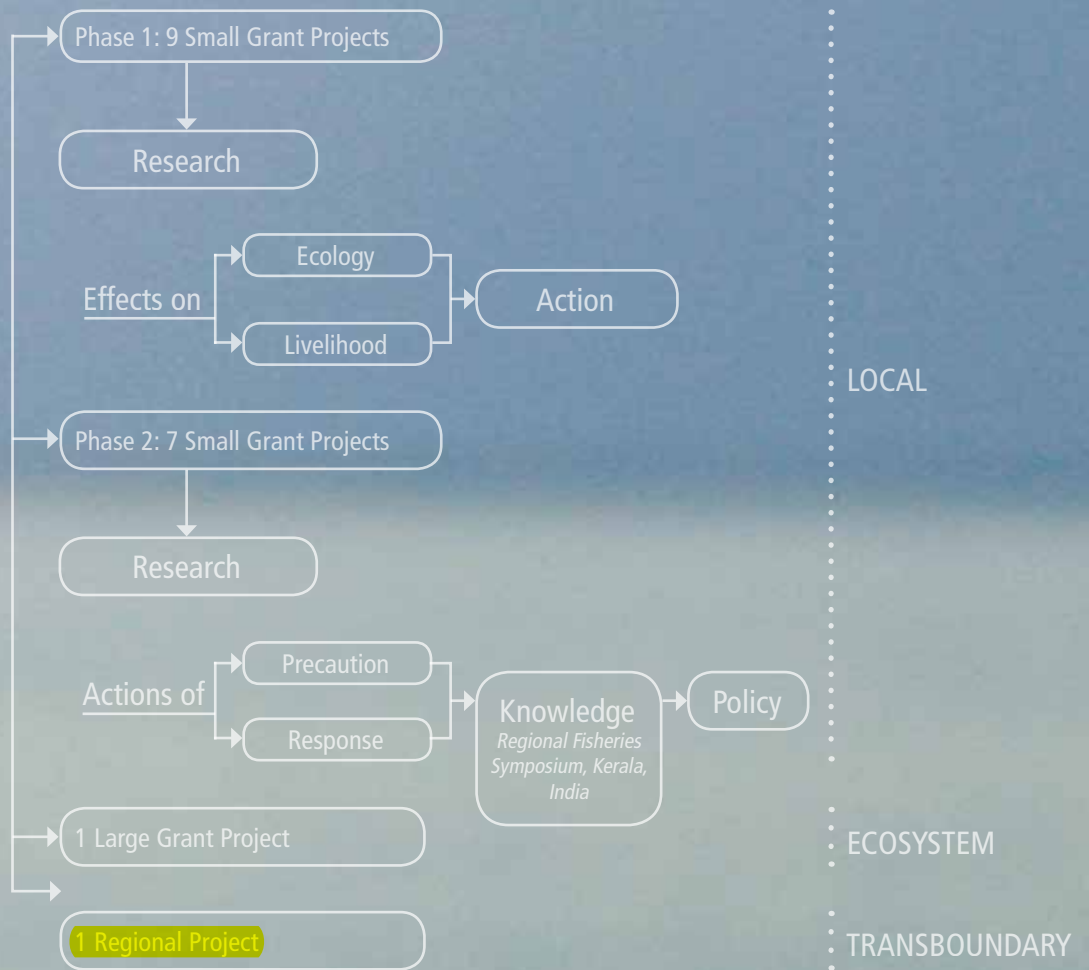 Phase 1: 9 Small Grant Projects
Research
Ecology
Effects on
Action
Livelihood
LOCAL
Phase 2: 7 Small Grant Projects
Research
Precaution
Actions of
Response
Knowledge
Regional Fisheries
Symposium, Kerala,
India
Policy
1 Large Grant Project
ECOSYSTEM
1 Regional Project
TRANSBOUNDARY